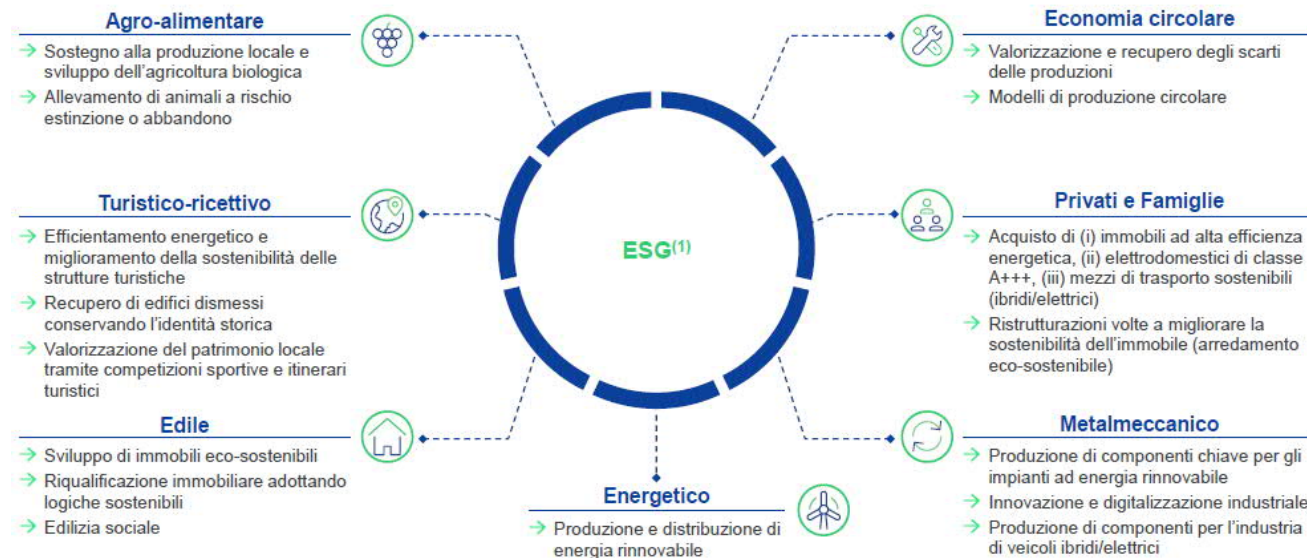 Agro-alimentare
→ Sostegno alla produzione locale e
sviluppo dell'agricoltura biologica
→ Allevamento di animali a rischio
estinzione o abbandono
Turistico-ricettivo
→ Efficientamento energetico e
miglioramento della sostenibilità delle
strutture turistiche
→ Recupero di edifici dismessi
conservando l'identità storica
→ Valorizzazione del patrimonio locale
tramite competizioni sportive e itinerari
turistici
Edile
→ Sviluppo di immobili eco-sostenibili
→ Riqualificazione immobiliare adottando
logiche sostenibili
→ Edilizia sociale
ESG(1)
Energetico
→ Produzione e distribuzione di
energia rinnovabile
Economia circolare
→ Valorizzazione e recupero degli scarti
delle produzioni
→ Modelli di produzione circolare
Privati e Famiglie
→ Acquisto di (i) immobili ad alta efficienza
energetica, (ii) elettrodomestici di classe
A+++, (iii) mezzi di trasporto sostenibili
(ibridi/elettrici)
→ Ristrutturazioni volte a migliorare la
sostenibilità dell'immobile (arredamento
eco-sostenibile)
Metalmeccanico
→ Produzione di componenti chiave per gli
impianti ad energia rinnovabile
→ Innovazione e digitalizzazione industriale
→ Produzione di componenti per l'industria
di veicoli ibridi/elettrici